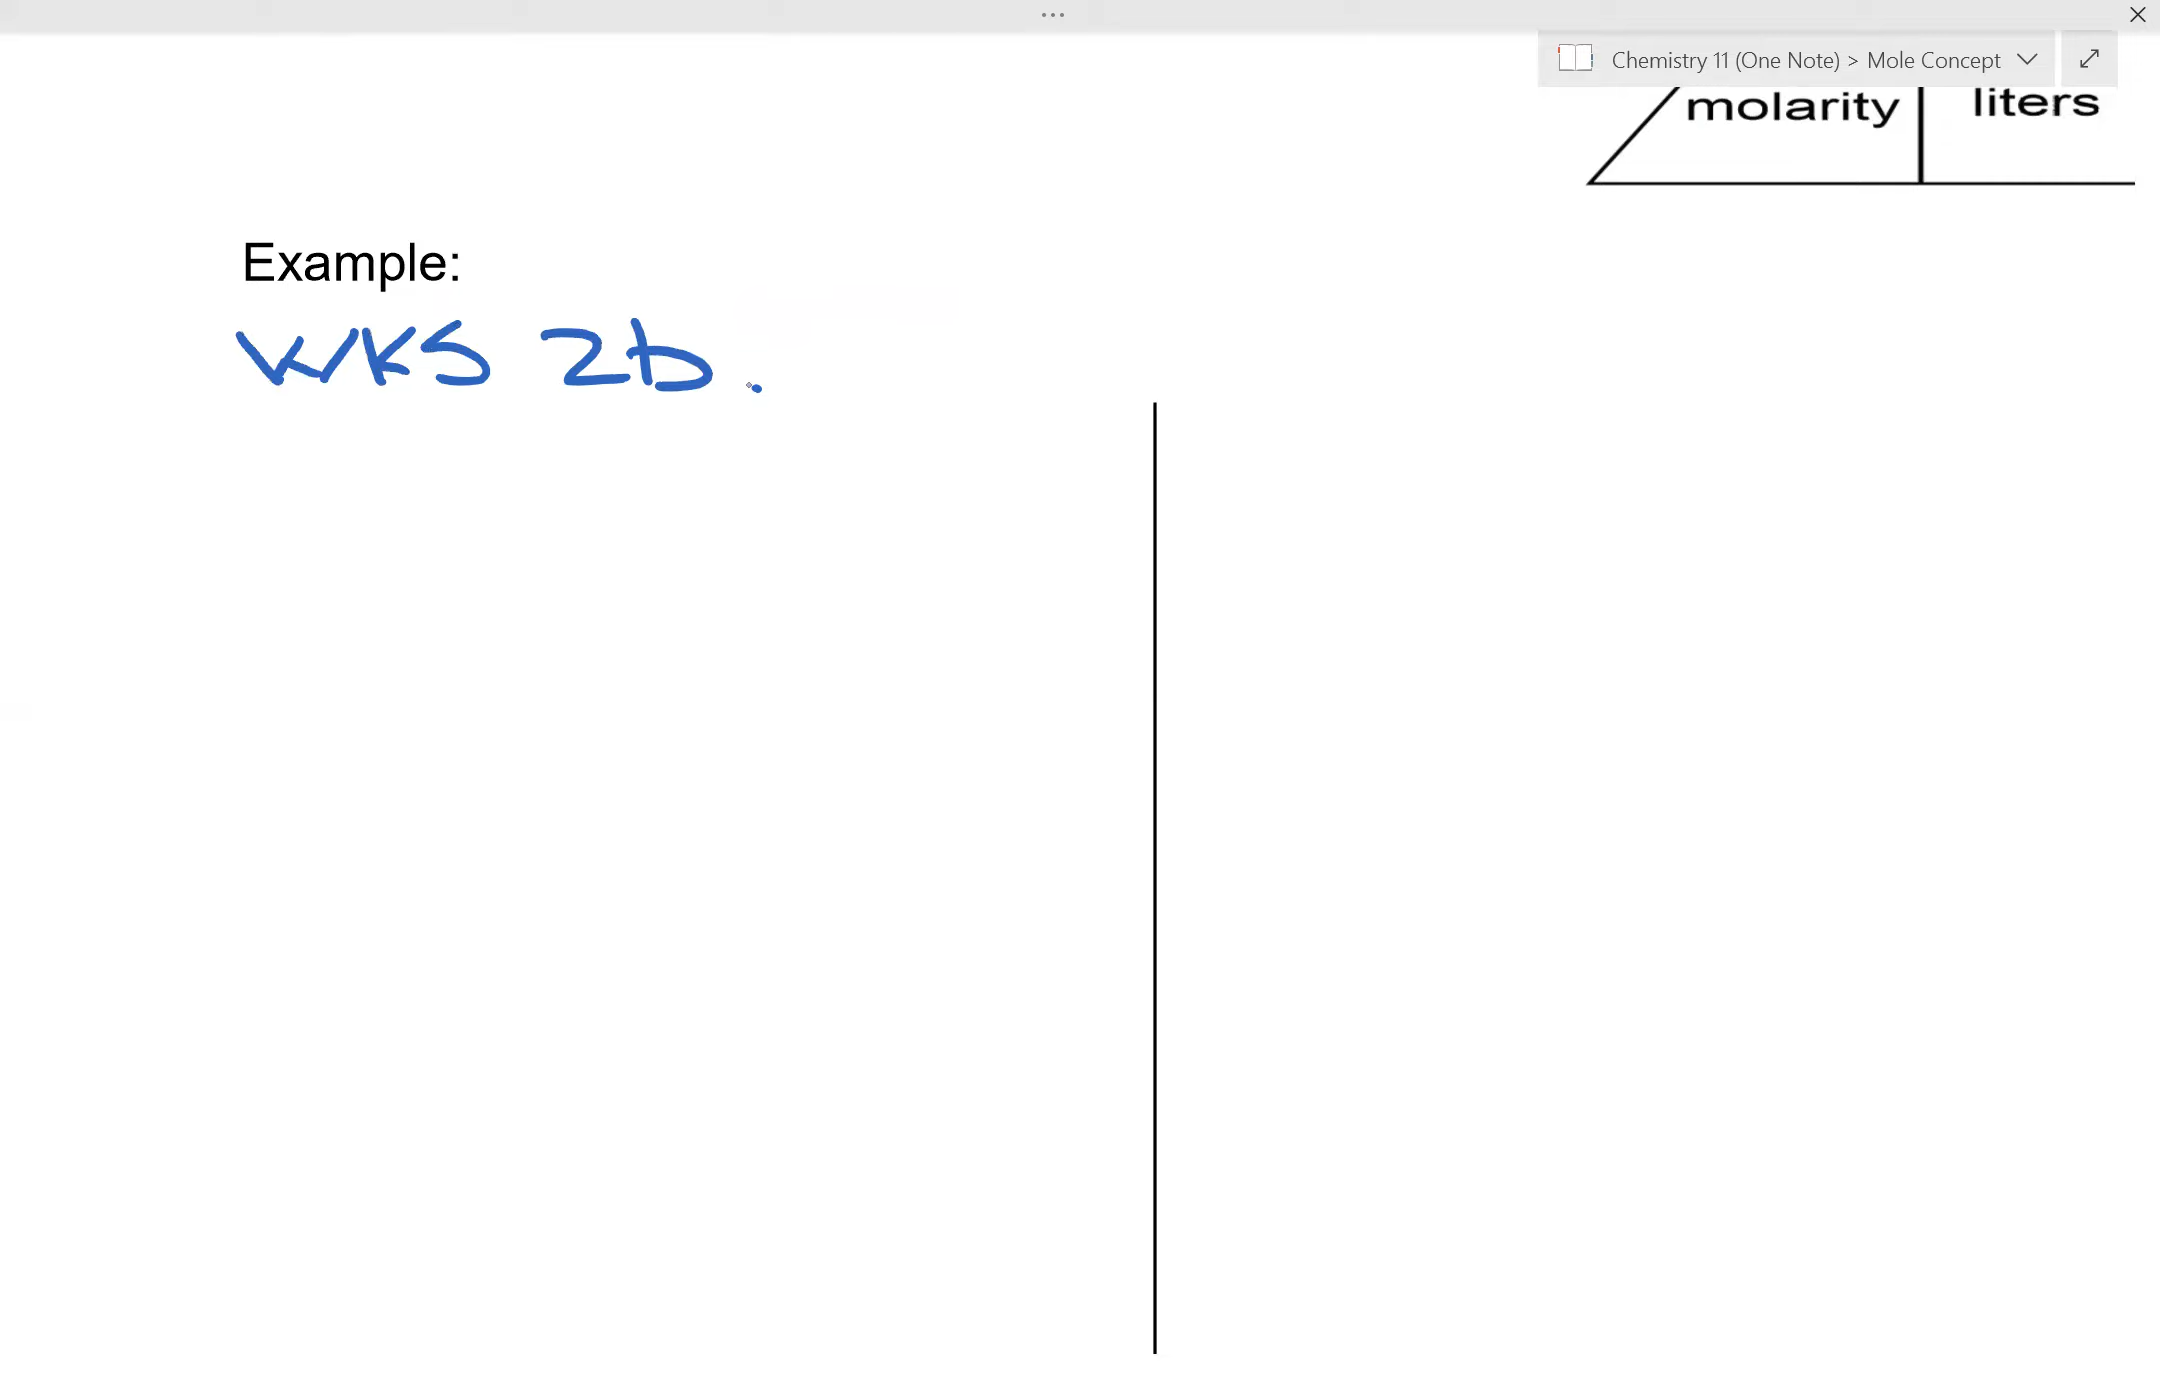 Chemistry 11 (One Note) > Mole Concept
molarity
liters
Example:
WKS 2b.